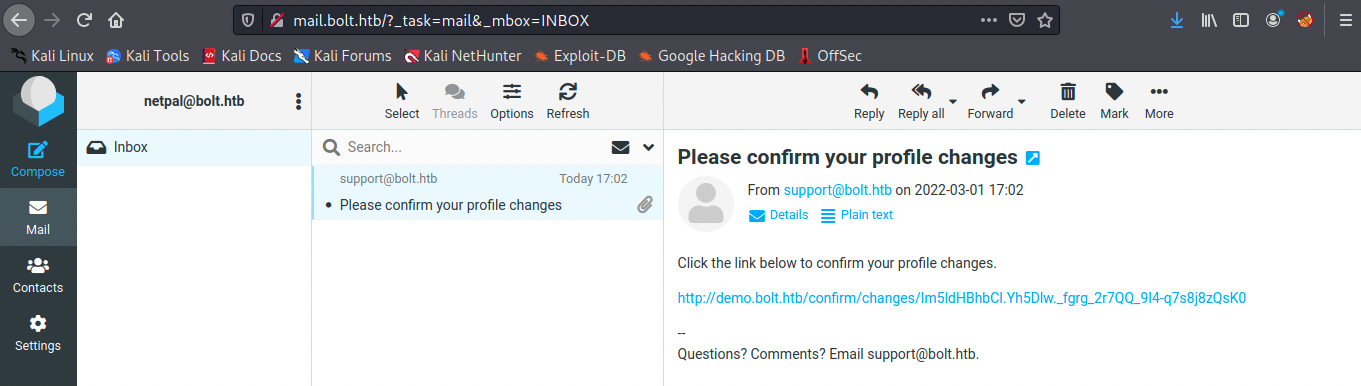 mail.bolt.htb/?_task=mail&_mbox=INBOX
Kali Linux Kali Tools Kali Docs Kali Forums Kali NetHunter Exploit-DB Google Hacking DB OffSec
netpal@bolt.htb
Select Threads Options Refresh
Reply Reply all Forward Delete Mark More
Compose
Mail
Contacts
Settings
Inbox
Search...
support@bolt.htb Today 17:02
Please confirm your profile changes
Please confirm your profile changes
From support@bolt.htb on 2022-03-01 17:02
Details Plain text
Click the link below to confirm your profile changes.
http://demo.bolt.htb/confirm/changes/Im5ldHBhbCI.Yh5Dlw._fgrg_2r7QQ_9I4-q7s8j8zQsK0
--
Questions? Comments? Email support@bolt.htb.